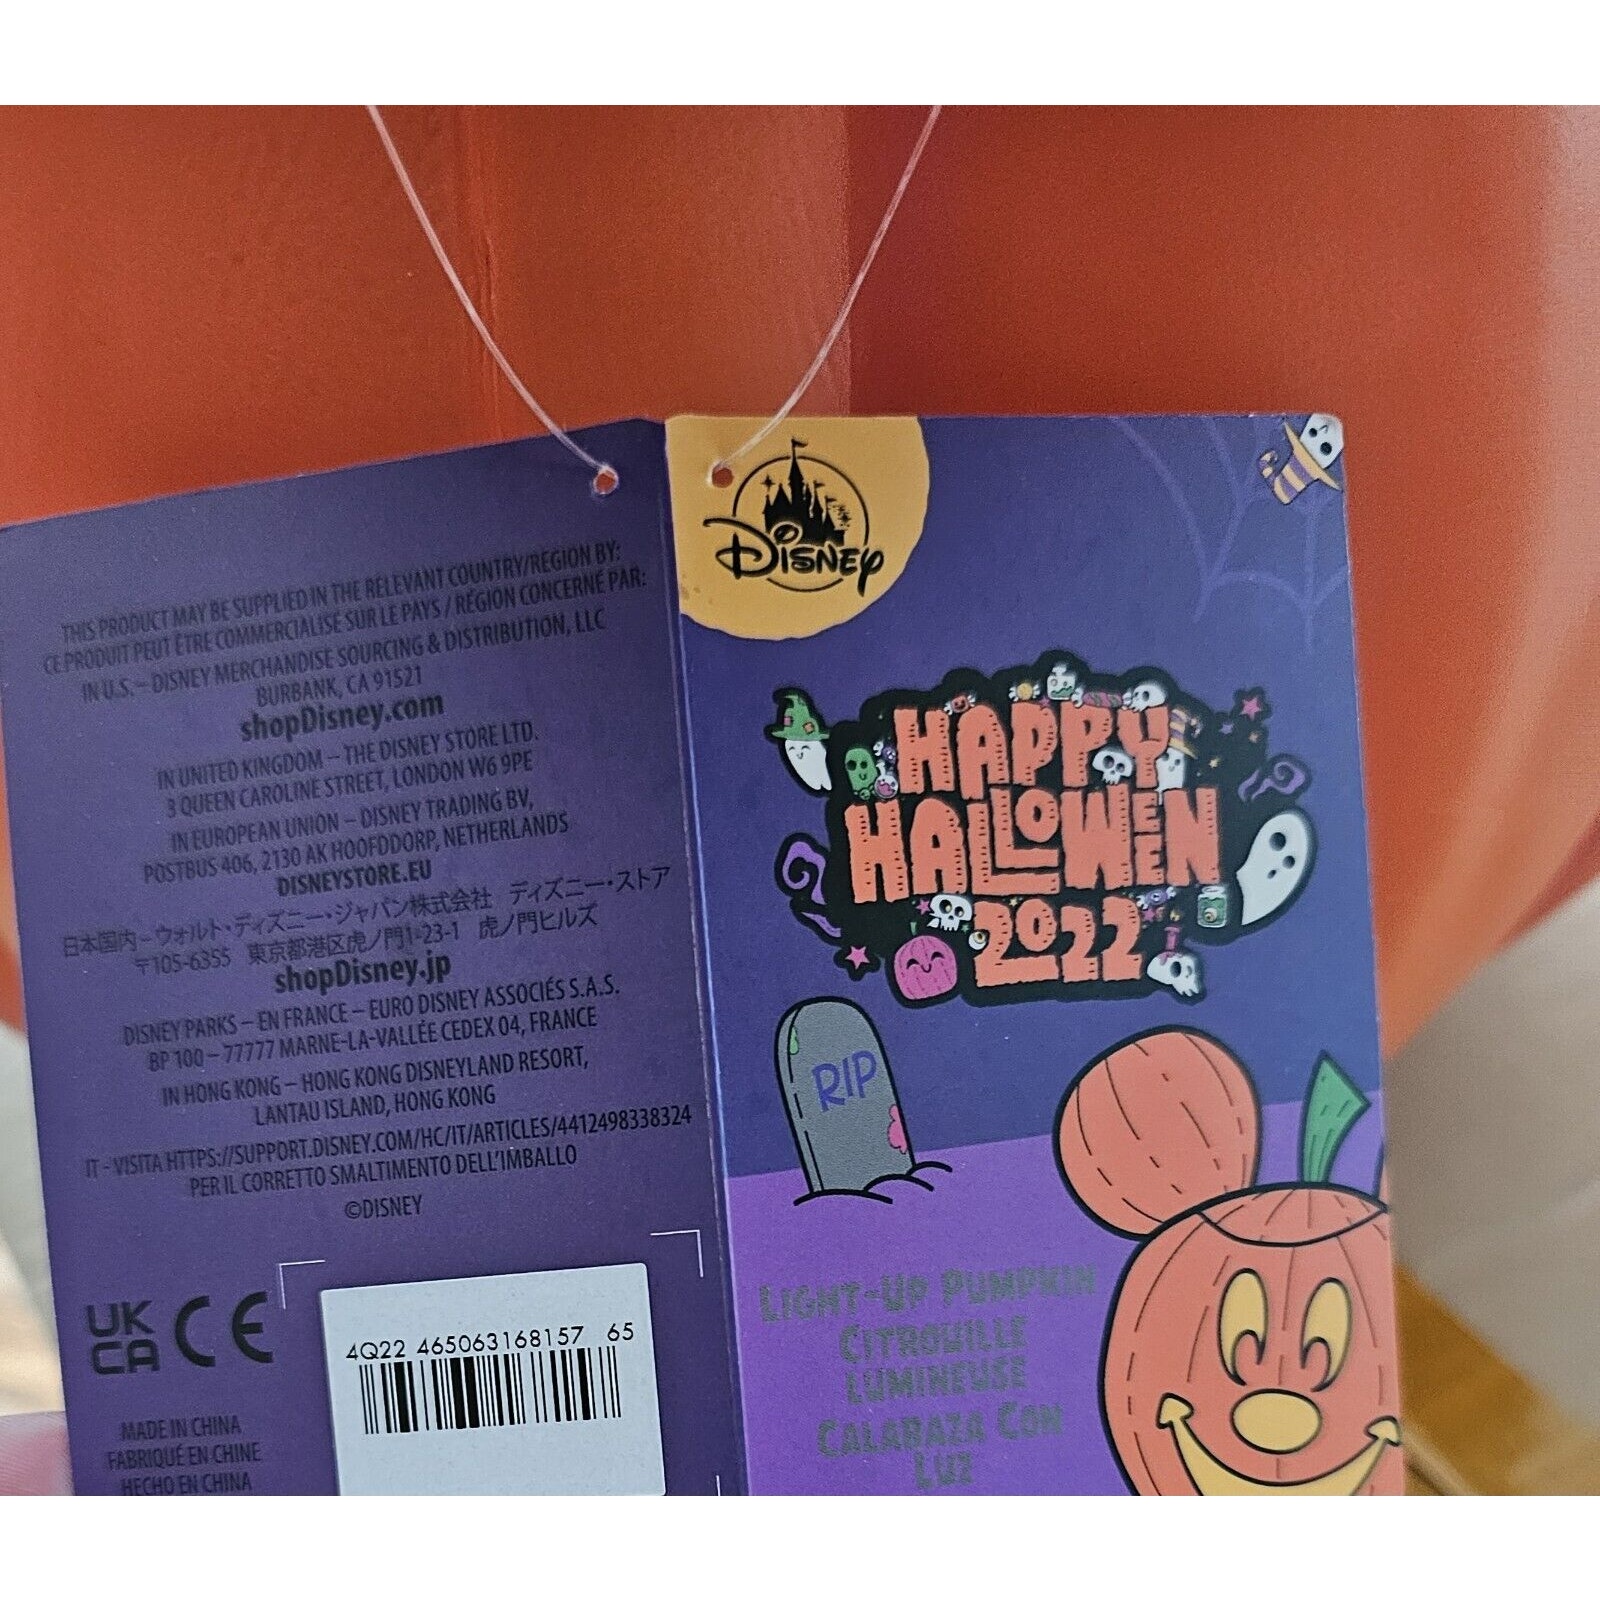 THIS PRODUCT MAY BE SUPPLIED IN THE RELEVANT COUNTRY/REGION BY:
CE PRODUIT PEUT ÊTRE COMMERCIALISE SUR LE PAYS / RÉGION CONCERNÉ PAR:
IN U.S. – DISNEY MERCHANDISE SOURCING & DISTRIBUTION, LLC
BURBANK, CA 91521
shopDisney.com
IN UNITED KINGDOM – THE DISNEY STORE LTD.
3 QUEEN CAROLINE STREET, LONDON W6 9PE
IN EUROPEAN UNION – DISNEY TRADING BV,
POSTBUS 406, 2130 AK HOOFDDORP, NETHERLANDS
DISNEYSTORE.EU
日本国内–ウォルト・ディズニー・ジャパン株式会社 ディズニー・ストア
〒105-6355 東京都港区虎ノ門1-23-1 虎ノ門ヒルズ
shopDisney.jp
DISNEY PARKS – EN FRANCE – EURO DISNEY ASSOCIÉS S.A.S.
BP 100 – 77777 MARNE-LA-VALLÉE CEDEX 04, FRANCE
IN HONG KONG – HONG KONG DISNEYLAND RESORT,
LANTAU ISLAND, HONG KONG
IT - VISITA HTTPS://SUPPORT.DISNEY.COM/HC/IT/ARTICLES/4412498338324
PER IL CORRETTO SMALTIMENTO DELL'IMBALLO
©DISNEY
UK
CA CE
4Q22 465063168157 65
MADE IN CHINA
FABRIQUÉ EN CHINE
HECHO EN CHINA
DISNEY
HAPPY
HALLOWEEN
2022
RIP
LIGHT-UP PUMPKIN
CITROUILLE
LUMINEUSE
CALABAZA CON
LUZ